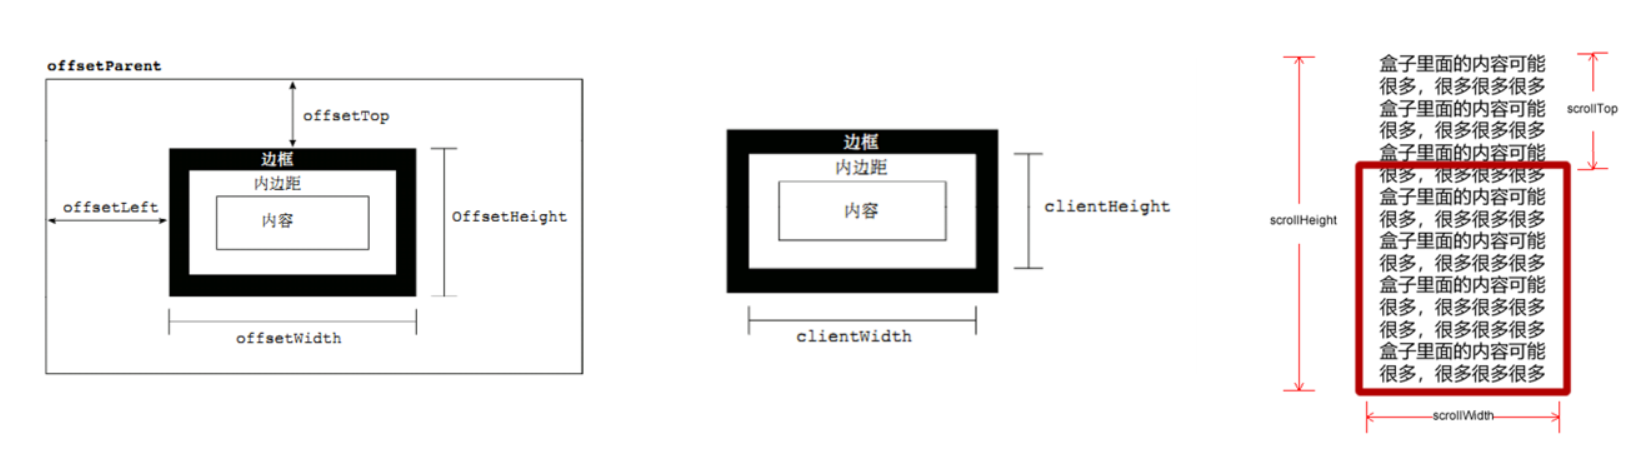 offsetParent
offsetTop
边框
内边距
内容
offsetLeft
OffsetHeight
offsetWidth
边框
内边距
内容
clientHeight
clientWidth
盒子里面的内容可能
很多，很多很多很多
盒子里面的内容可能
很多，很多很多很多
盒子里面的内容可能
很多，很多很多很多
盒子里面的内容可能
很多，很多很多很多
盒子里面的内容可能
很多，很多很多很多
盒子里面的内容可能
很多，很多很多很多
很多，很多很多很多
盒子里面的内容可能
很多，很多很多很多
scrollTop
scrollHeight
scrollWidth